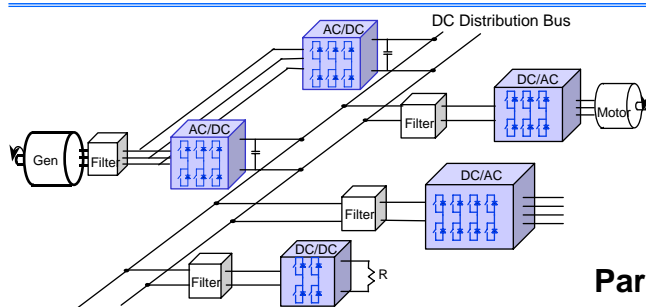 AC/DC
DC Distribution Bus
DC/AC
Filter
Motor
AC/DC
Gen
Filter
DC/AC
Filter
DC/DC
Filter
R
Par